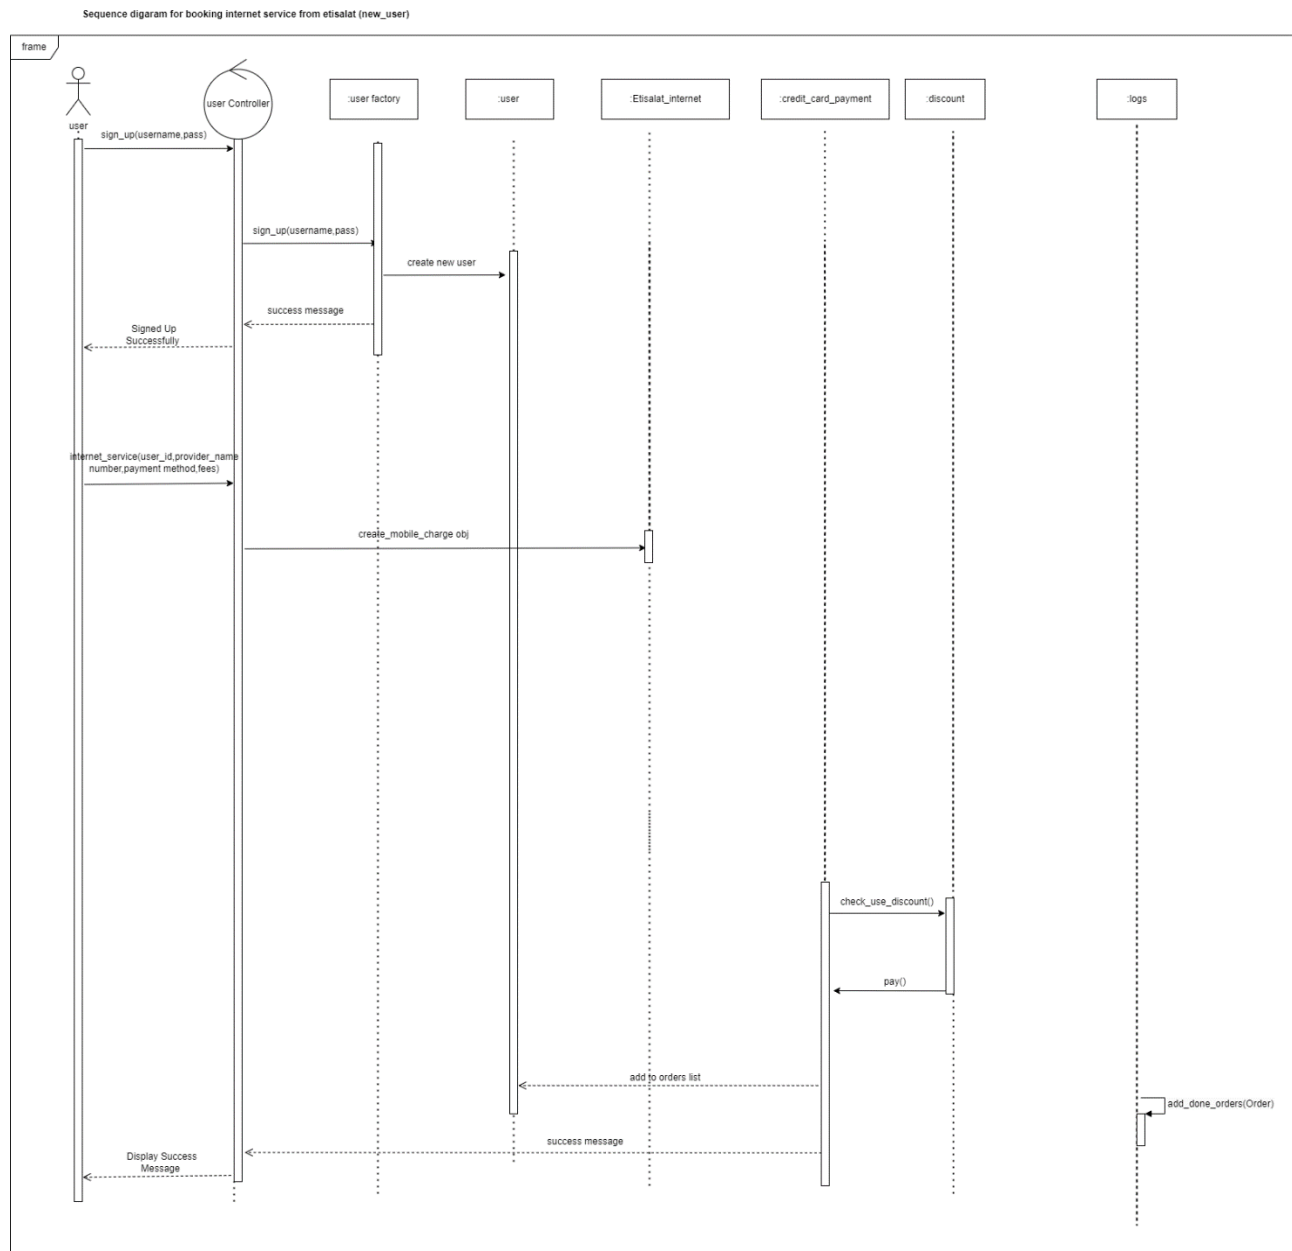 Sequence digaram for booking internet service from etisalat (new_user)
frame
user
user Controller
:user factory
:user
:Etisalat_internet
:credit_card_payment
:discount
:logs
sign_up(username,pass)
sign_up(username,pass)
create new user
success message
Signed Up
Successfully
internet_service(user_id,provider_name
number,payment method,fees)
create_mobile_charge obj
check_use_discount()
pay()
add to orders list
add_done_orders(Order)
success message
Display Success
Message